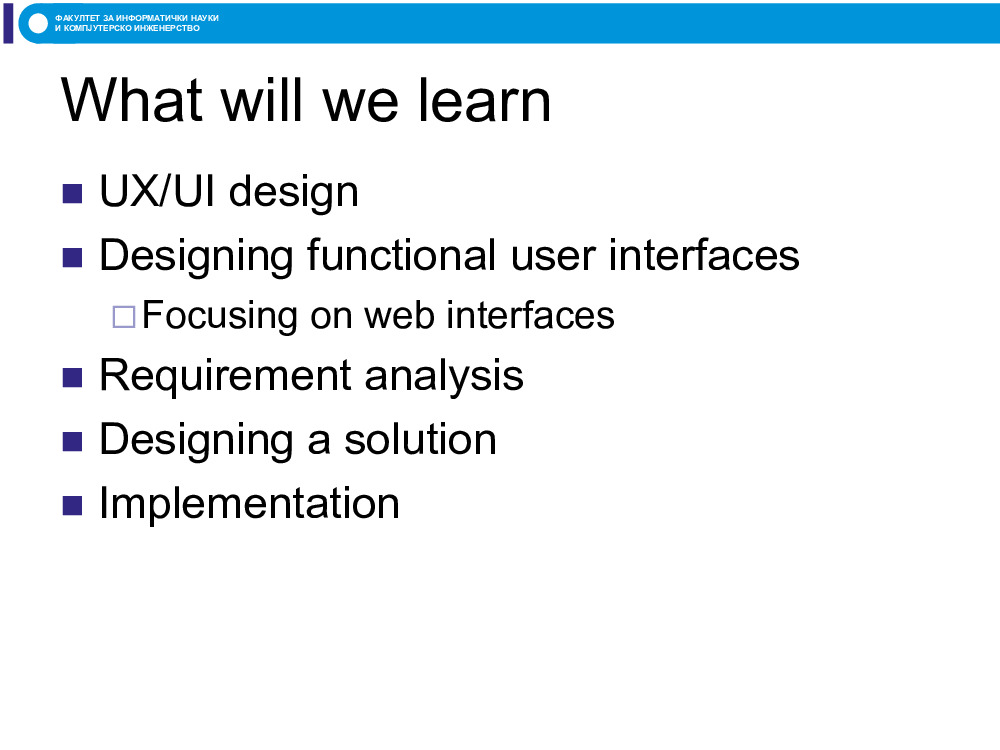 ФАКУЛТЕТ ЗА ИНФОРМАТИЧКИ НАУКИ
И КОМПЈУТЕРСКО ИНЖЕНЕРСТВО
What will we learn
UX/UI design
Designing functional user interfaces
Focusing on web interfaces
Requirement analysis
Designing a solution
Implementation